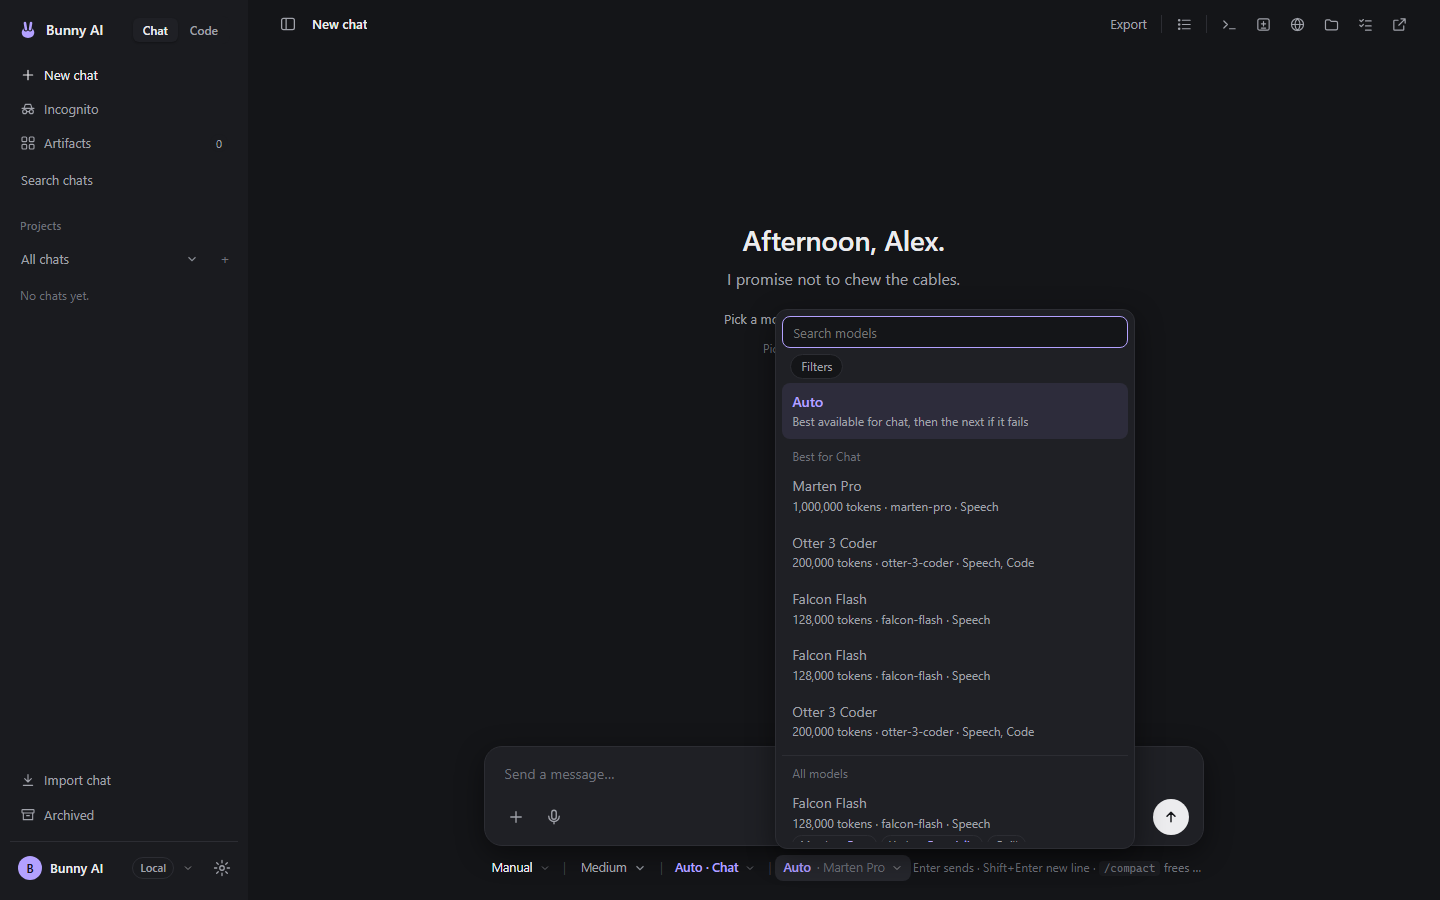 Bunny AI
Chat
Code
New chat
Export
New chat
Incognito
Artifacts
0
Search chats
Projects
All chats
No chats yet.
Import chat
Archived
B
Bunny AI
Local
Afternoon, Alex.
I promise not to chew the cables.
Pick a
Search models
Filters
Auto
Best available for chat, then the next if it fails
Best for Chat
Marten Pro
1,000,000 tokens · marten-pro · Speech
Otter 3 Coder
200,000 tokens · otter-3-coder · Speech, Code
Falcon Flash
128,000 tokens · falcon-flash · Speech
Falcon Flash
128,000 tokens · falcon-flash · Speech
Otter 3 Coder
200,000 tokens · otter-3-coder · Speech, Code
All models
Falcon Flash
128,000 tokens · falcon-flash · Speech
Send a message...
Manual
Medium
Auto · Chat
Auto · Marten Pro
Enter sends · Shift+Enter new line · /compact frees ...